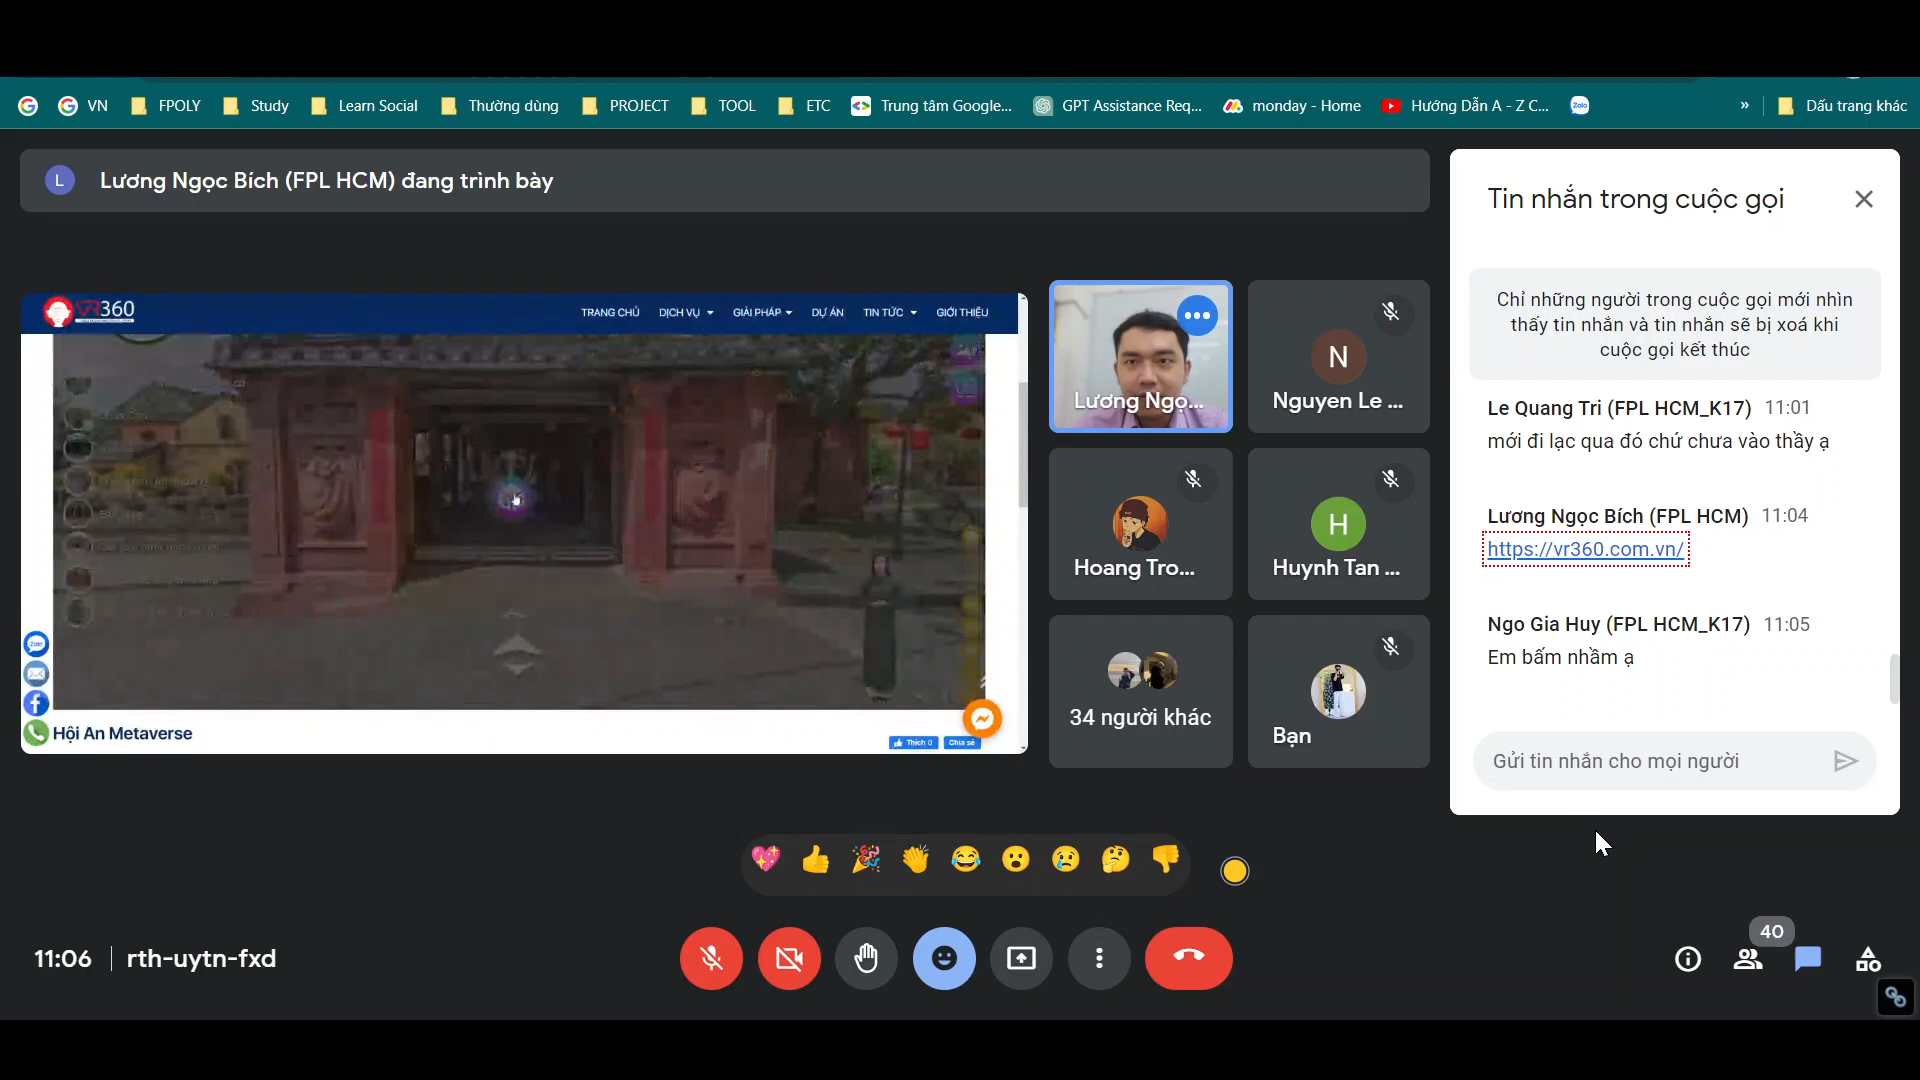 VN
FPOLY
Study
Learn Social
Thường dùng
PROJECT
TOOL
ETC
Trung tâm Google...
GPT Assistance Req...
monday - Home
Hướng Dẫn A - Z C...
Zalo
»
Dấu trang khác
L
Lương Ngọc Bích (FPL HCM) đang trình bày
VR360
TRANG CHỦ
DỊCH VỤ
GIẢI PHÁP
DỰ ÁN
TIN TỨC
GIỚI THIỆU
Zalo
Hội An Metaverse
Thích 0
Chia sẻ
Lương Ngọ...
N
Nguyen Le ...
Hoang Tro...
H
Huynh Tan ...
34 người khác
Bạn
Tin nhắn trong cuộc gọi
Chỉ những người trong cuộc gọi mới nhìn
thấy tin nhắn và tin nhắn sẽ bị xoá khi
cuộc gọi kết thúc
Le Quang Tri (FPL HCM_K17) 11:01
mới đi lạc qua đó chứ chưa vào thầy ạ
Lương Ngọc Bích (FPL HCM) 11:04
https://vr360.com.vn/
Ngo Gia Huy (FPL HCM_K17) 11:05
Em bấm nhầm ạ
Gửi tin nhắn cho mọi người
11:06
rth-uytn-fxd
40